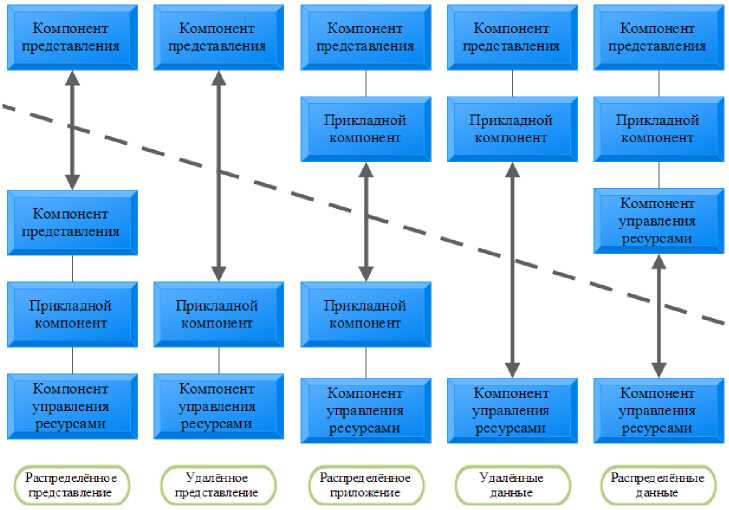 Компонент
представления
Компонент
представления
Компонент
представления
Компонент
представления
Компонент
представления
Прикладной
компонент
Прикладной
компонент
Прикладной
компонент
Компонент
представления
Компонент
управления
ресурсами
Прикладной
компонент
Прикладной
компонент
Прикладной
компонент
Компонент
управления
ресурсами
Компонент
управления
ресурсами
Компонент
управления
ресурсами
Компонент
управления
ресурсами
Компонент
управления
ресурсами
Распределённое
представление
Удалённое
представление
Распределённое
приложение
Удалённые
данные
Распределённые
данные